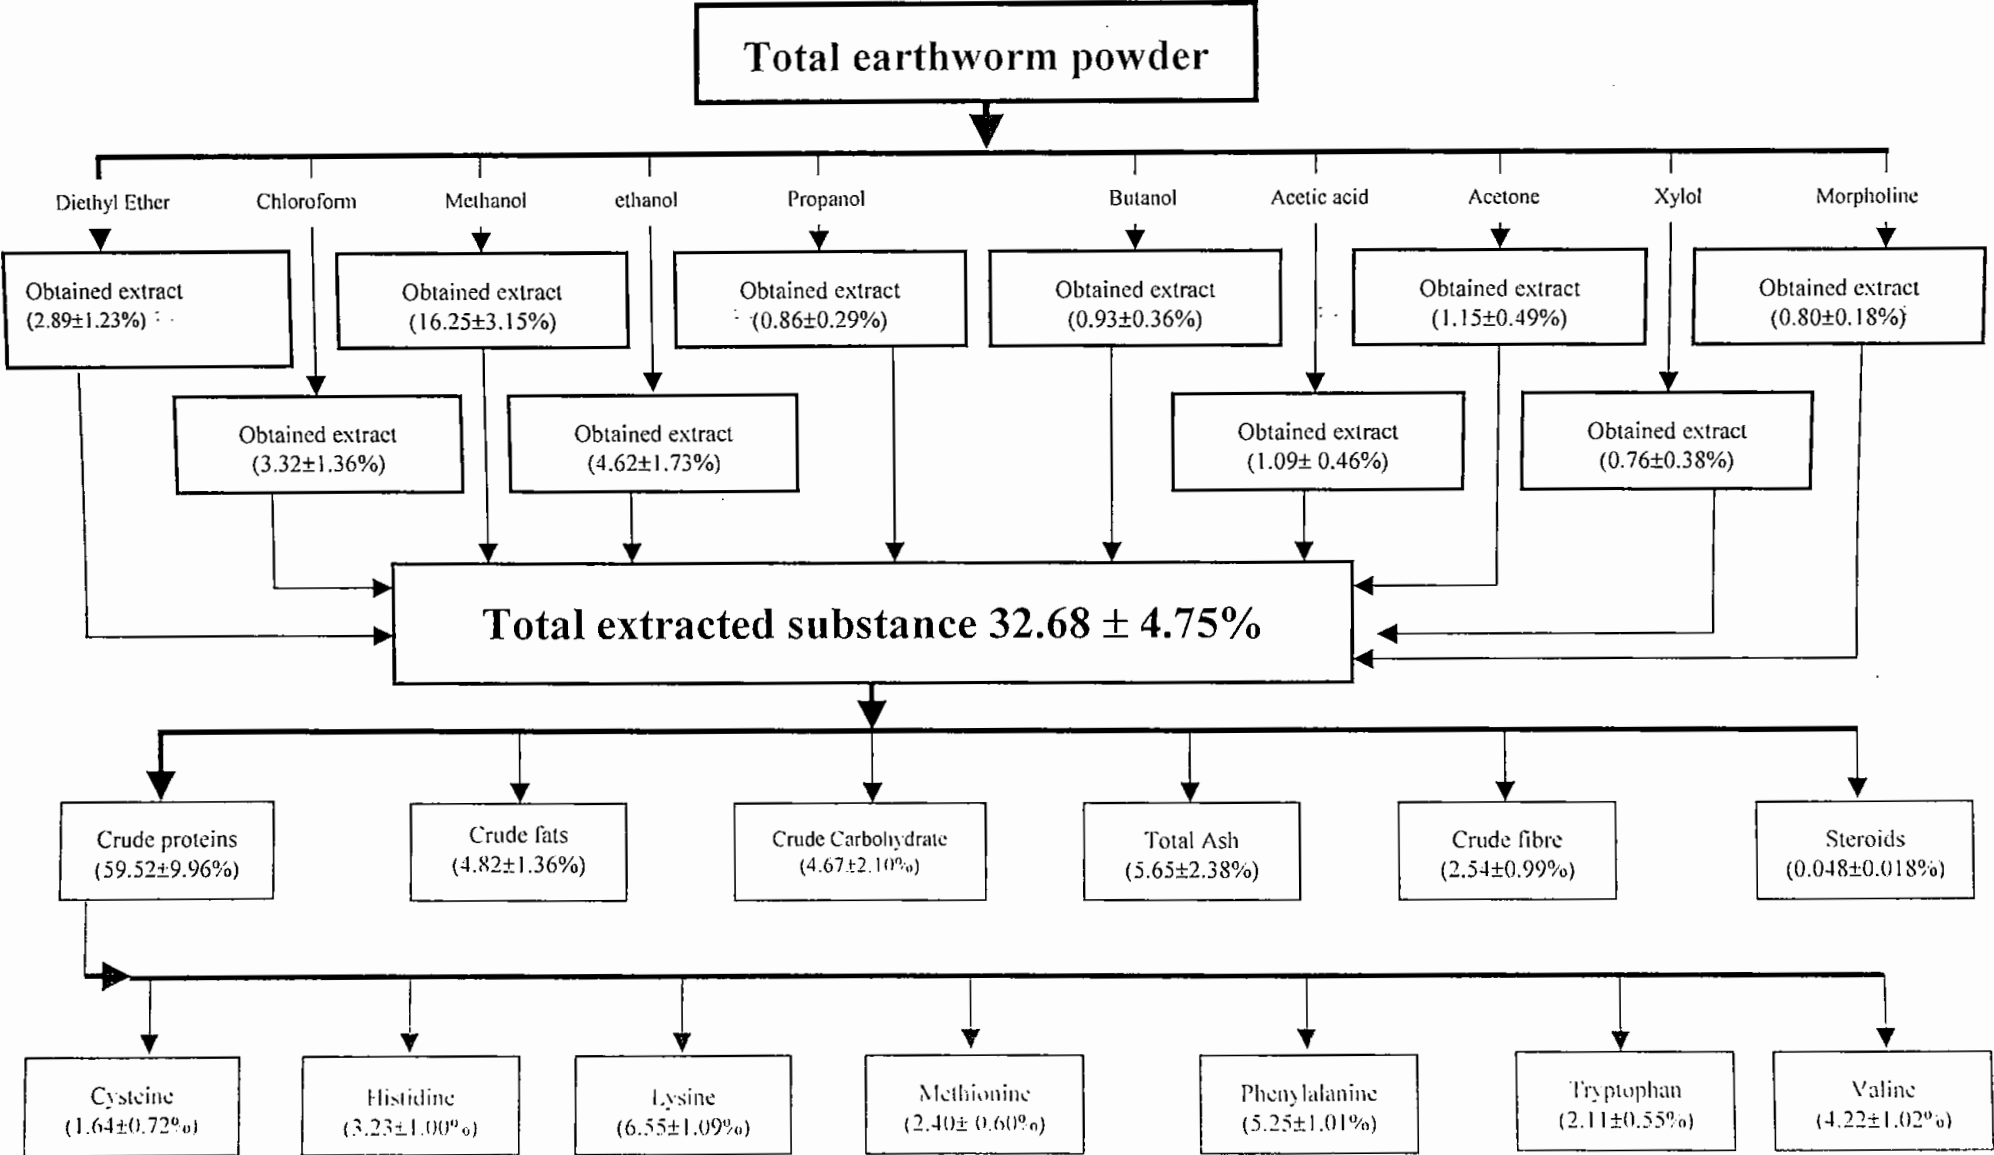 Total earthworm powder
Diethyl Ether
Chloroform
Methanol
ethanol
Propanol
Butanol
Acetic acid
Acetone
Xylol
Morpholine
Obtained extract
(2.89±1.23%)
Obtained extract
(16.25±3.15%)
Obtained extract
(0.86±0.29%)
Obtained extract
(0.93±0.36%)
Obtained extract
(1.15±0.49%)
Obtained extract
(0.80±0.18%)
Obtained extract
(3.32±1.36%)
Obtained extract
(4.62±1.73%)
Obtained extract
(1.09± 0.46%)
Obtained extract
(0.76±0.38%)
Total extracted substance 32.68 ± 4.75%
Crude proteins
(59.52±9.96%)
Crude fats
(4.82±1.36%)
Crude Carbohydrate
(4.67±2.10%)
Total Ash
(5.65±2.38%)
Crude fibre
(2.54±0.99%)
Steroids
(0.048±0.018%)
Cysteine
(1.64±0.72%)
Histidine
(3.23±1.00%)
Lysine
(6.55±1.09%)
Methionine
(2.40± 0.60%)
Phenylalanine
(5.25±1.01%)
Tryptophan
(2.11±0.55%)
Valine
(4.22±1.02%)